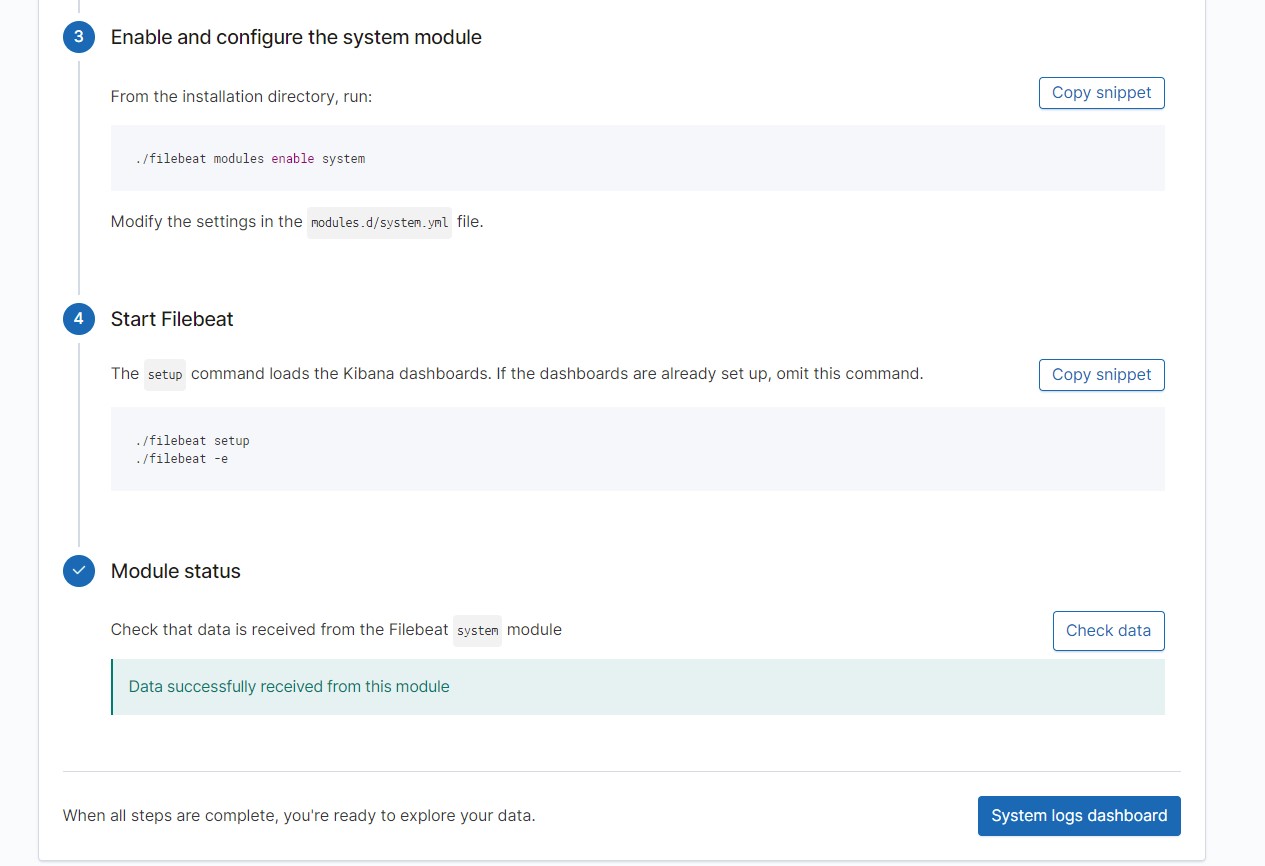 3 Enable and configure the system module
From the installation directory, run:
Copy snippet
./filebeat modules enable system
Modify the settings in the modules.d/system.yml file.
4 Start Filebeat
The setup command loads the Kibana dashboards. If the dashboards are already set up, omit this command.
Copy snippet
./filebeat setup
./filebeat -e
Module status
Check that data is received from the Filebeat system module
Check data
Data successfully received from this module
When all steps are complete, you're ready to explore your data.
System logs dashboard